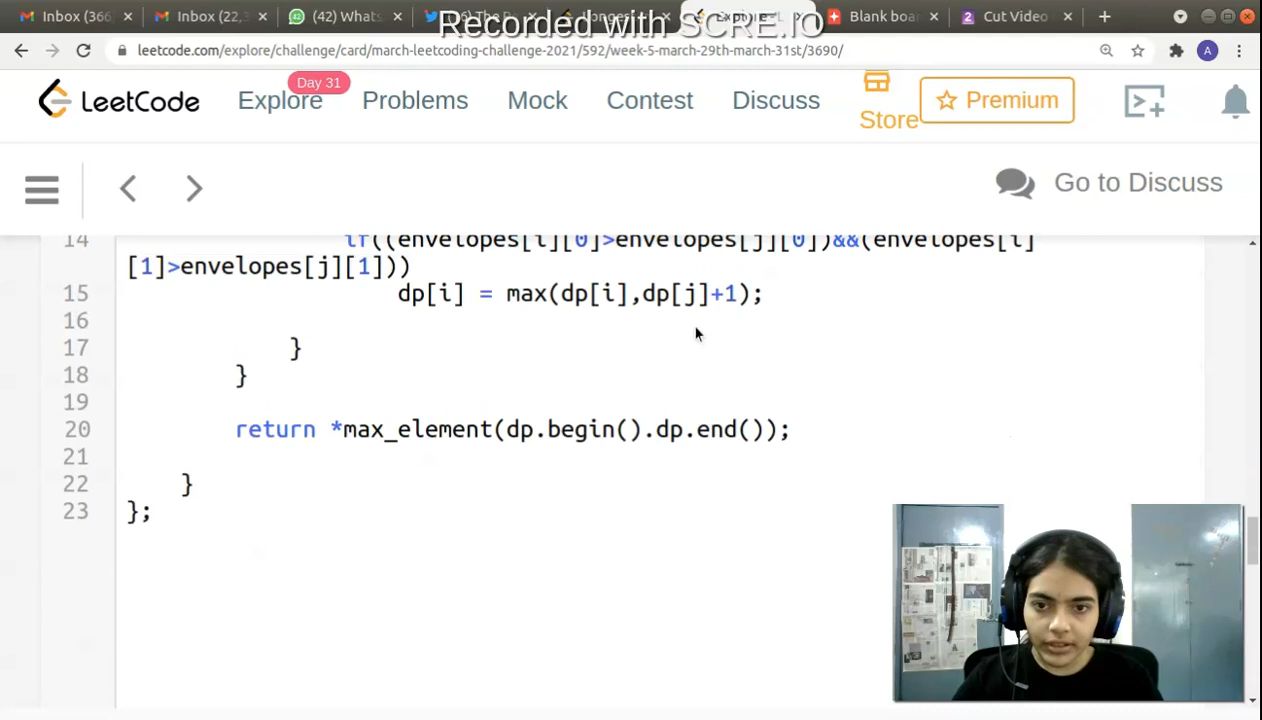 Inbox (366
Inbox (22,3
(42) Whats
Explore
Blank boa
Cut Video
Recorded with SCRE.IO
leetcode.com/explore/challenge/card/march-leetcoding-challenge-2021/592/week-5-march-29th-march-31st/3690/
A
Day 31
LeetCode
Explore
Problems
Mock
Contest
Discuss
Store
Premium
Go to Discuss
14 if((envelopes[i][0]>envelopes[j][0])&&(envelopes[i]
[1]>envelopes[j][1]))
15 dp[i] = max(dp[i],dp[j]+1);
16
17 }
18 }
19
20 return *max_element(dp.begin().dp.end());
21
22 }
23 };